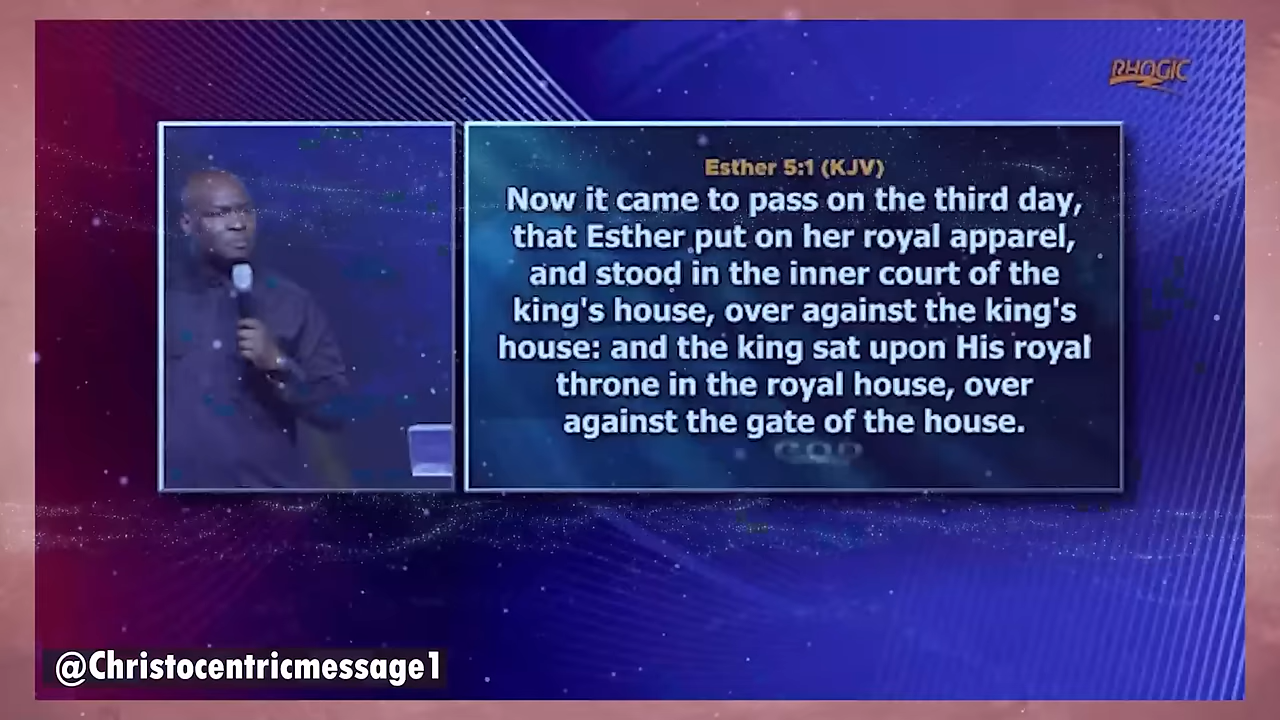 RHOGIC
Esther 5:1 (KJV)
Now it came to pass on the third day,
that Esther put on her royal apparel,
and stood in the inner court of the
king's house, over against the king's
house: and the king sat upon His royal
throne in the royal house, over
against the gate of the house.
@Christocentricmessage1